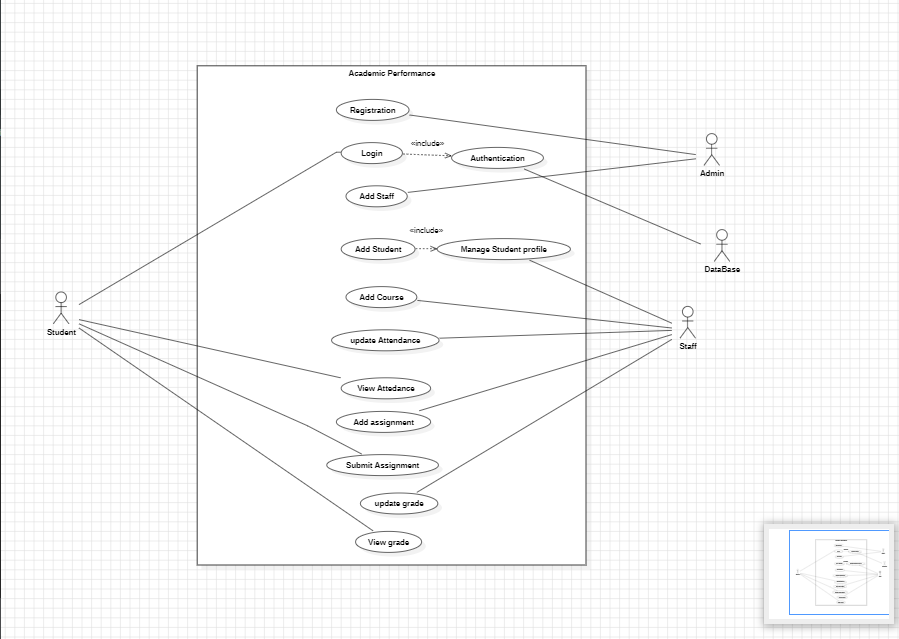 Academic Performance
Registration
«include»
Login
Authentication
Admin
Add Staff
«include»
Add Student
Manage Student profile
DataBase
Add Course
Student
update Attendance
Staff
View Attedance
Add assignment
Submit Assignment
update grade
View grade